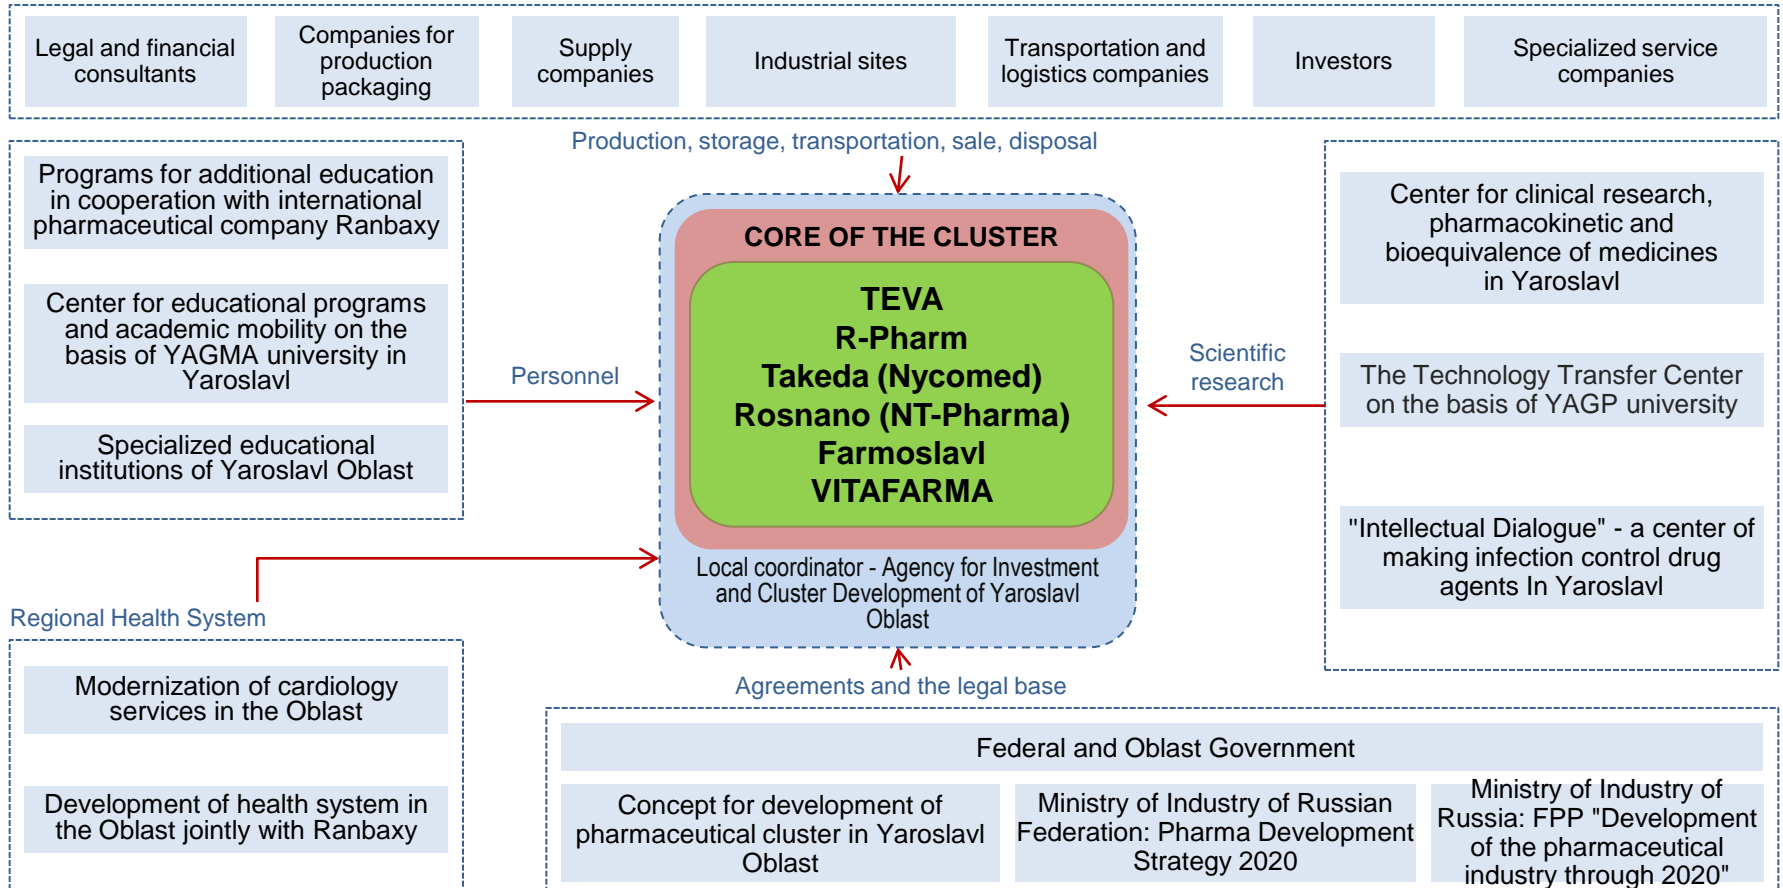 Legal and financial
consultants
Companies for
production
packaging
Supply
companies
Industrial sites
Transportation and
logistics companies
Investors
Specialized service
companies
Production, storage, transportation, sale, disposal
Programs for additional education
in cooperation with international
pharmaceutical company Ranbaxy
Center for educational programs
and academic mobility on the
basis of YAGMA university in
Yaroslavl
Specialized educational
institutions of Yaroslavl Oblast
Personnel
CORE OF THE CLUSTER
TEVA
R-Pharm
Takeda (Nycomed)
Rosnano (NT-Pharma)
Farmoslavl
VITAFARMA
Local coordinator - Agency for Investment
and Cluster Development of Yaroslavl
Oblast
Scientific
research
Center for clinical research,
pharmacokinetic and
bioequivalence of medicines
in Yaroslavl
The Technology Transfer Center
on the basis of YAGP university
"Intellectual Dialogue" - a center of
making infection control drug
agents In Yaroslavl
Regional Health System
Modernization of cardiology
services in the Oblast
Development of health system in
the Oblast jointly with Ranbaxy
Agreements and the legal base
Federal and Oblast Government
Concept for development of
pharmaceutical cluster in Yaroslavl
Oblast
Ministry of Industry of Russian
Federation: Pharma Development
Strategy 2020
Ministry of Industry of
Russia: FPP "Development
of the pharmaceutical
industry through 2020"